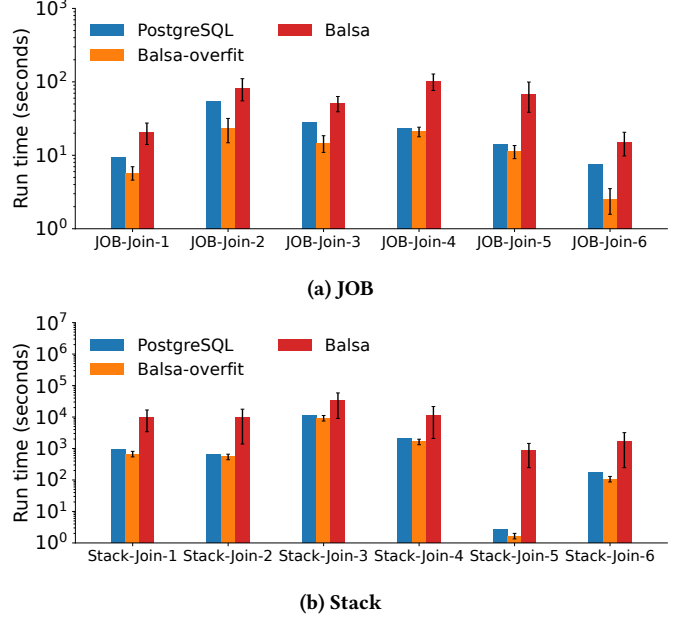 10³
10²
10¹
10⁰
Run time (seconds)
PostgreSQL
Balsa-overfit
Balsa
JOB-Join-1 JOB-Join-2 JOB-Join-3 JOB-Join-4 JOB-Join-5 JOB-Join-6
(a) JOB
10⁷
10⁶
10⁵
10⁴
10³
10²
10¹
10⁰
Run time (seconds)
PostgreSQL
Balsa-overfit
Balsa
Stack-Join-1 Stack-Join-2 Stack-Join-3 Stack-Join-4 Stack-Join-5 Stack-Join-6
(b) Stack